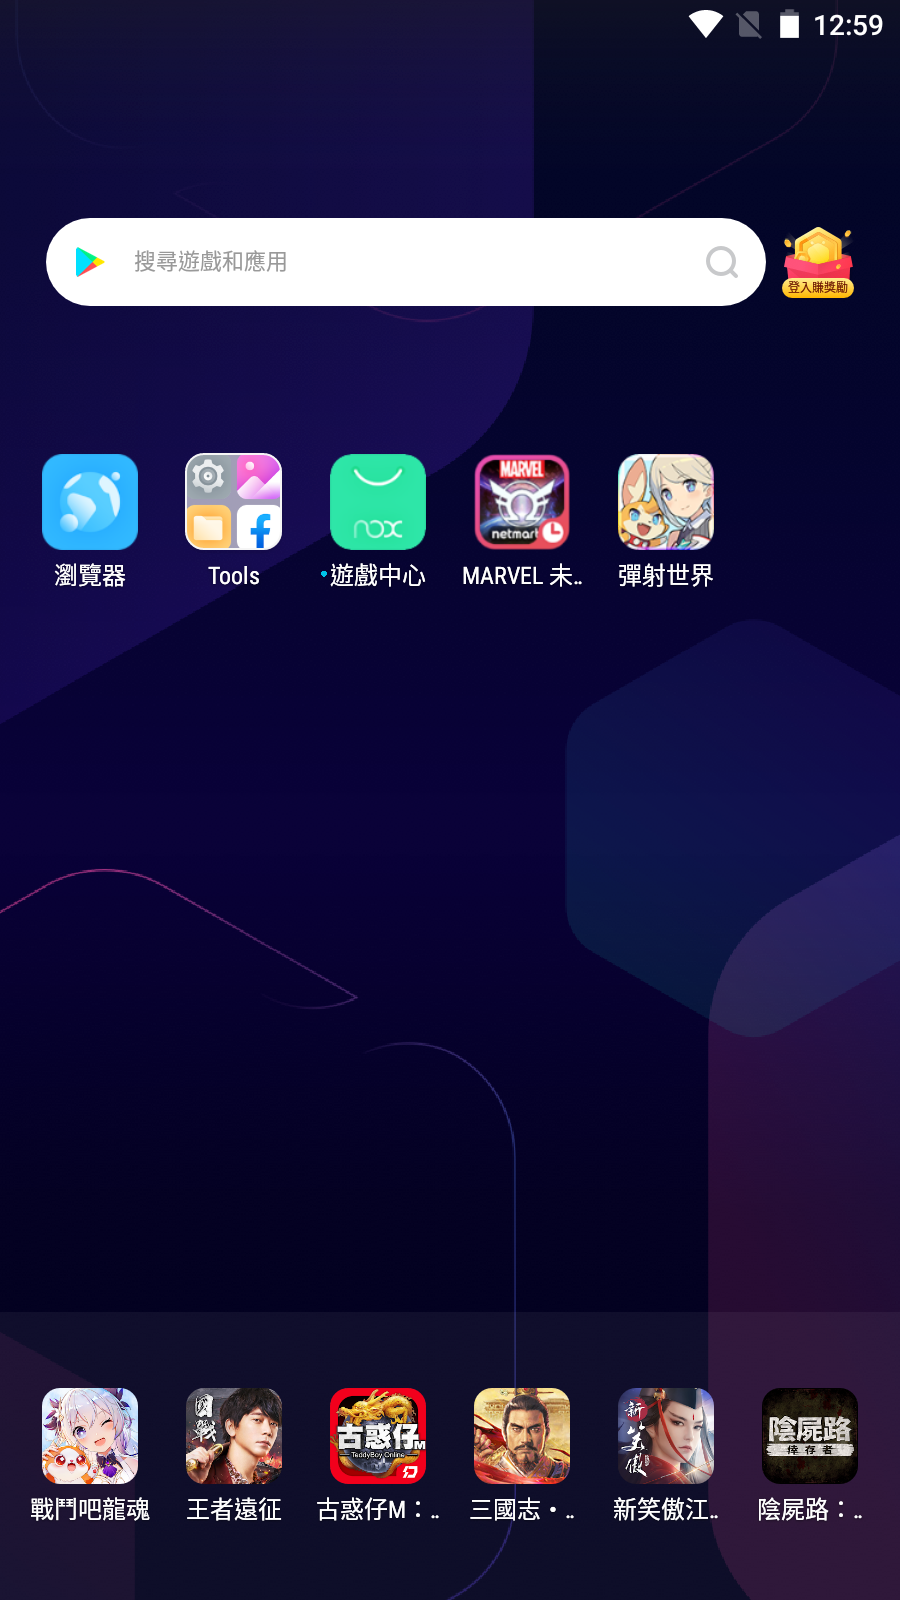 12:59
搜尋遊戲和應用
登入賺獎勵
MARVEL
netmarble
nox
瀏覽器
Tools
遊戲中心
MARVEL 未..
彈射世界
國戰
古惑仔M
TeddyBoy Online
新笑傲
陰屍路
倖存者
戰鬥吧龍魂
王者遠征
古惑仔M：..
三國志・..
新笑傲江..
陰屍路：..